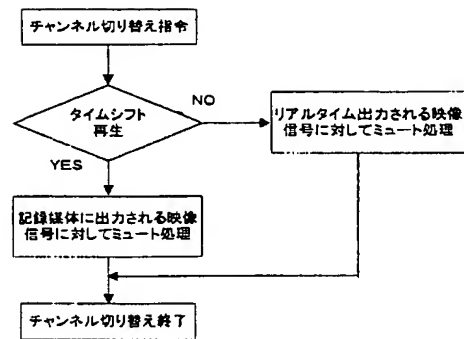 チャンネル切り替え指令
タイムシフト
再生
NO
リアルタイム出力される映像
信号に対してミュート処理
YES
記録媒体に出力される映像
信号に対してミュート処理
チャンネル切り替え終了